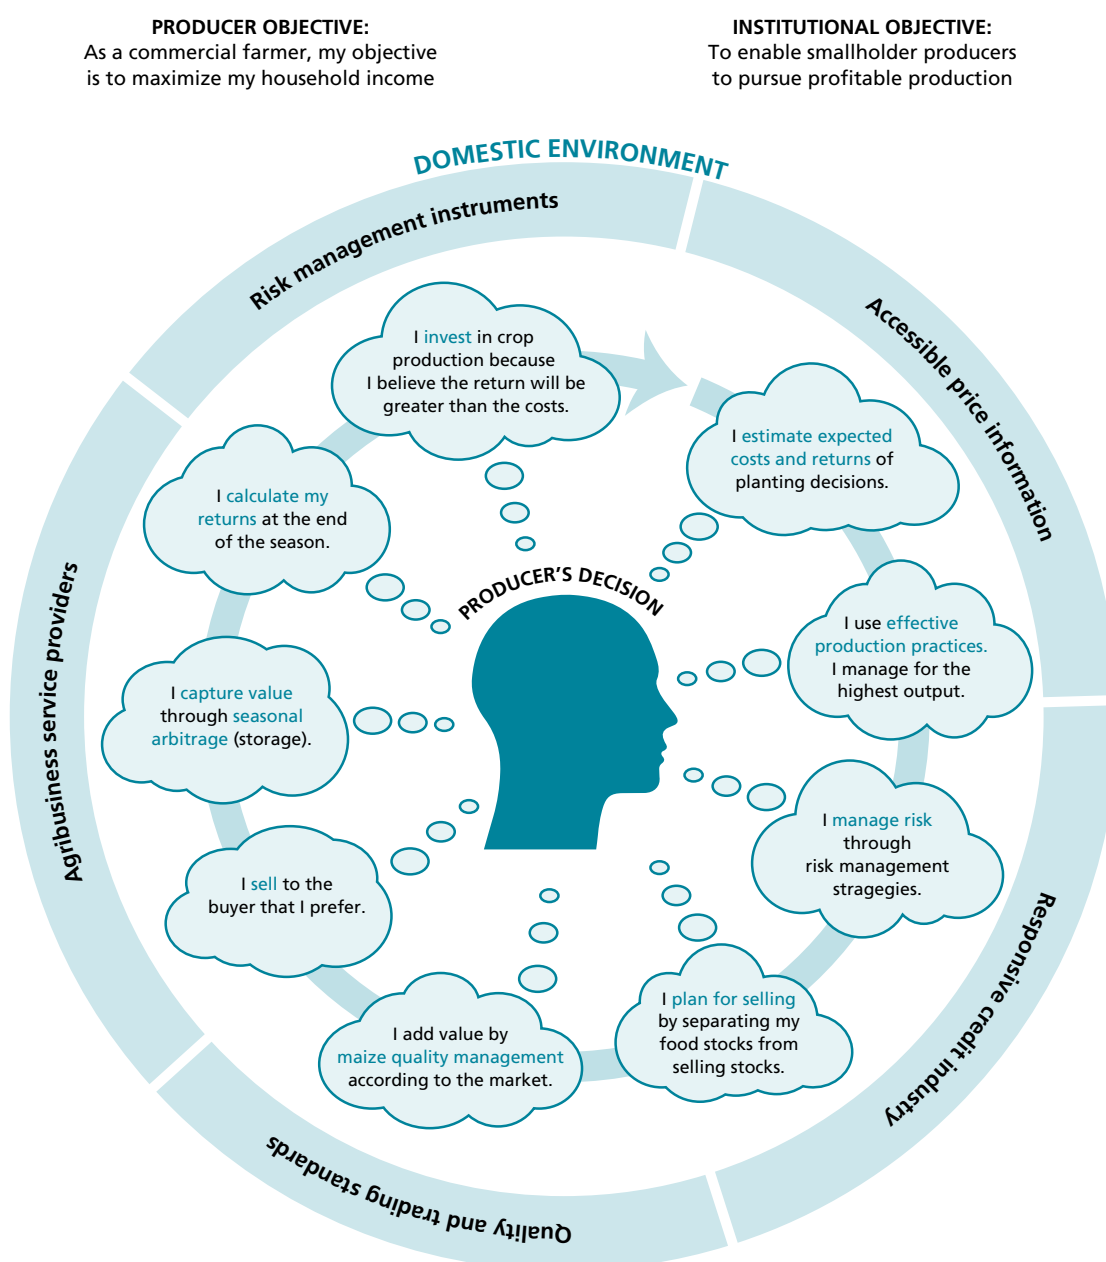 PRODUCER OBJECTIVE:
As a commercial farmer, my objective
is to maximize my household income
INSTITUTIONAL OBJECTIVE:
To enable smallholder producers
to pursue profitable production
DOMESTIC ENVIRONMENT
Risk management instruments
Accessible price information
Responsive credit industry
Quality and trading standards
Agribusiness service providers
I invest in crop
production because
I believe the return will be
greater than the costs.
I estimate expected
costs and returns of
planting decisions.
I use effective
production practices.
I manage for the
highest output.
I manage risk
through
risk management
stragegies.
I plan for selling
by separating my
food stocks from
selling stocks.
I add value by
maize quality management
according to the market.
I sell to the
buyer that I prefer.
I capture value
through seasonal
arbitrage (storage).
I calculate my
returns at the end
of the season.
PRODUCER'S DECISION